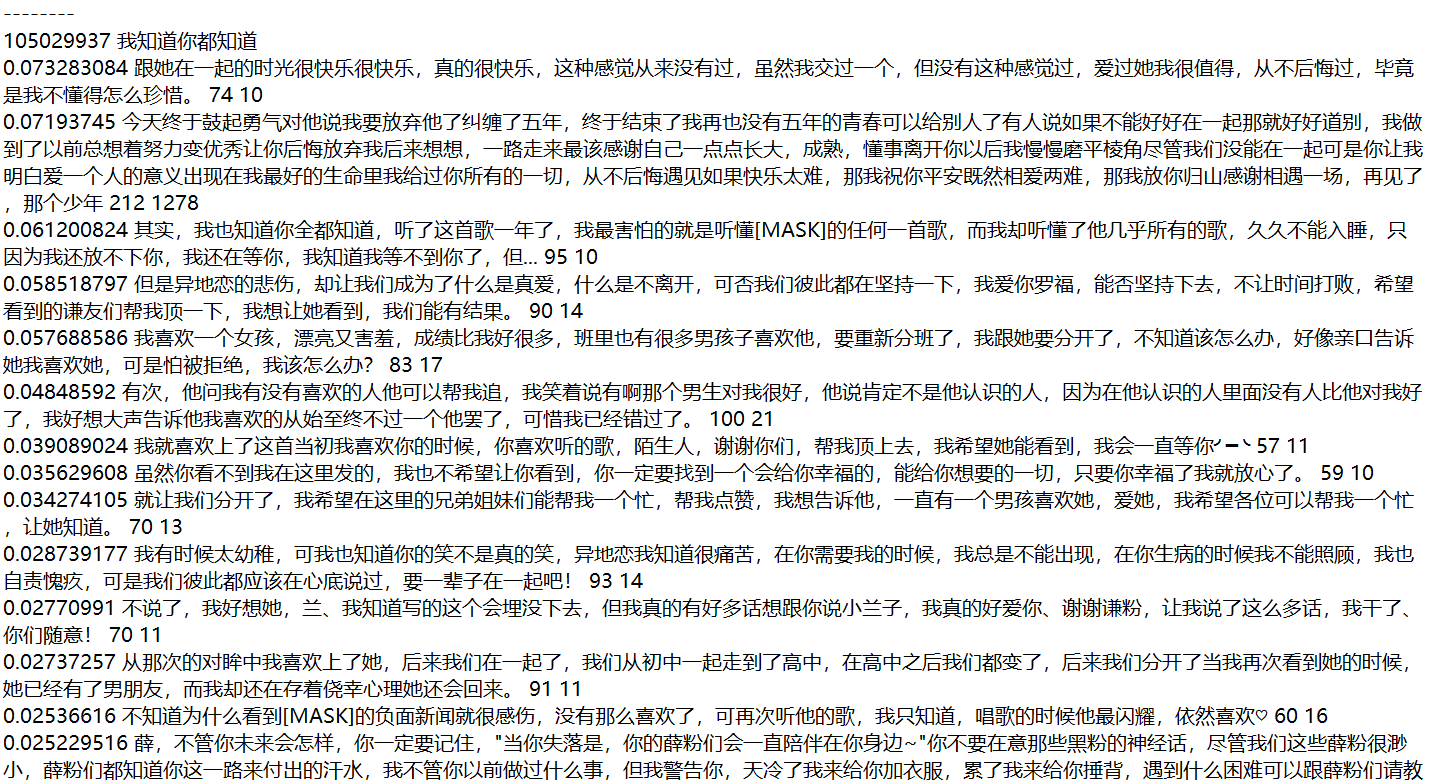 --------
105029937 我知道你都知道
0.073283084 跟她在一起的时光很快乐很快乐，真的很快乐，这种感觉从来没有过，虽然我交过一个，但没有这种感觉过，爱过她我很值得，从不后悔过，毕竟
是我不懂得怎么珍惜。 74 10
0.07193745 今天终于鼓起勇气对他说我要放弃他了纠缠了五年，终于结束了我再也没有五年的青春可以给别人了有人说如果不能好好在一起那就好好道别，我做
到了以前总想着努力变优秀让你后悔放弃我后来想想，一路走来最该感谢自己一点点长大，成熟，懂事离开你以后我慢慢磨平棱角尽管我们没能在一起可是你让我
明白爱一个人的意义出现在我最好的生命里我给过你所有的一切，从不后悔遇见如果快乐太难，那我祝你平安既然相爱两难，那我放你归山感谢相遇一场，再见了
，那个少年 212 1278
0.061200824 其实，我也知道你全都知道，听了这首歌一年了，我最害怕的就是听懂[MASK]的任何一首歌，而我却听懂了他几乎所有的歌，久久不能入睡，只
因为我还放不下你，我还在等你，我知道我等不到你了，但... 95 10
0.058518797 但是异地恋的悲伤，却让我们成为了什么是真爱，什么是不离开，可否我们彼此都在坚持一下，我爱你罗福，能否坚持下去，不让时间打败，希望
看到的谦友们帮我顶一下，我想让她看到，我们能有结果。 90 14
0.057688586 我喜欢一个女孩，漂亮又害羞，成绩比我好很多，班里也有很多男孩子喜欢他，要重新分班了，我跟她要分开了，不知道该怎么办，好像亲口告诉
她我喜欢她，可是怕被拒绝，我该怎么办？ 83 17
0.04848592 有次，他问我有没有喜欢的人他可以帮我追，我笑着说有啊那个男生对我很好，他说肯定不是他认识的人，因为在他认识的人里面没有人比他对我好
了，我好想大声告诉他我喜欢的从始至终不过一个他罢了，可惜我已经错过了。 100 21
0.039089024 我就喜欢上了这首当初我喜欢你的时候，你喜欢听的歌，陌生人，谢谢你们，帮我顶上去，我希望她能看到，我会一直等你╯━╰ 57 11
0.035629608 虽然你看不到我在这里发的，我也不希望让你看到，你一定要找到一个会给你幸福的，能给你想要的一切，只要你幸福了我就放心了。 59 10
0.034274105 就让我们分开了，我希望在这里的兄弟姐妹们能帮我一个忙，帮我点赞，我想告诉他，一直有一个男孩喜欢她，爱她，我希望各位可以帮我一个忙
，让她知道。 70 13
0.028739177 我有时候太幼稚，可我也知道你的笑不是真的笑，异地恋我知道很痛苦，在你需要我的时候，我总是不能出现，在你生病的时候我不能照顾，我也
自责愧疚，可是我们彼此都应该在心底说过，要一辈子在一起吧！ 93 14
0.02770991 不说了，我好想她，兰、我知道写的这个会埋没下去，但我真的有好多话想跟你说小兰子，我真的好爱你、谢谢谦粉，让我说了这么多话，我干了、
你们随意！ 70 11
0.02737257 从那次的对眸中我喜欢上了她，后来我们在一起了，我们从初中一起走到了高中，在高中之后我们都变了，后来我们分开了当我再次看到她的时候，
她已经有了男朋友，而我却还在存着侥幸心理她还会回来。 91 11
0.02536616 不知道为什么看到[MASK]的负面新闻就很感伤，没有那么喜欢了，可再次听他的歌，我只知道，唱歌的时候他最闪耀，依然喜欢♡ 60 16
0.025229516 薛，不管你未来会怎样，你一定要记住，"当你失落是，你的薛粉们会一直陪伴在你身边~"你不要在意那些黑粉的神经话，尽管我们这些薛粉很渺
小，薛粉们都知道你这一路来付出的汗水，我不管你以前做过什么事，但我警告你，天冷了我来给你加衣服，累了我来给你捶背，遇到什么困难可以跟薛粉们请教